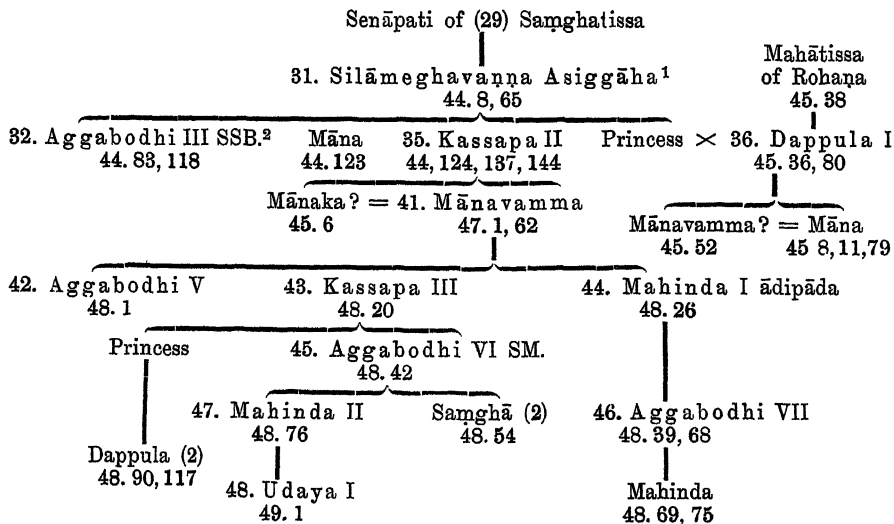 Senāpati of (29) Saṃghatissa
Mahātissa
of Rohaṇa
45. 38
31. Silāmeghavaṇṇa Asiggāha¹
44. 8, 65
32. Aggabodhi III SSB.² Māna 35. Kassapa II Princess × 36. Dappula I
44. 83, 118 44. 123 44, 124, 137, 144 45. 36, 80
Mānaka? = 41. Mānavamma
45. 6 47. 1, 62
Mānavamma? = Māna
45. 52 45 8, 11, 79
42. Aggabodhi V 43. Kassapa III 44. Mahinda I ādipāda
48. 1 48. 20 48. 26
Princess 45. Aggabodhi VI SM.
48. 42
47. Mahinda II Saṃghā (2) 46. Aggabodhi VII
48. 76 48. 54 48. 39, 68
Dappula (2)
48. 90, 117
48. Udaya I Mahinda
49. 1 48. 69, 75